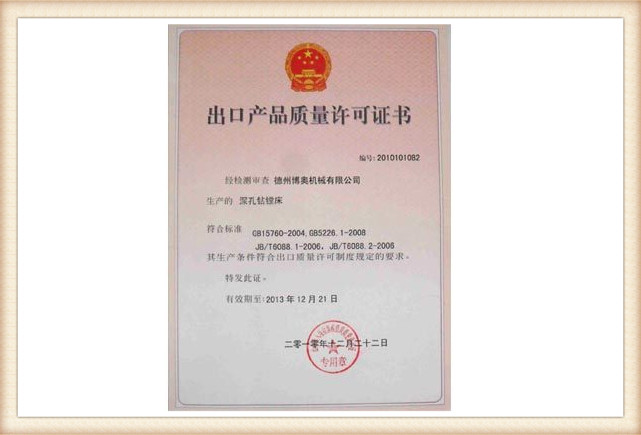 出口产品质量许可证书
编号:2010101082
经检测审查 德州博奥机械有限公司
生产的 深孔钻镗床
符合标准 GB15760-2004,GB5226.1-2008
JB/T6088.1-2006, JB/T6088.2-2006
其生产条件符合出口质量许可制度规定的要求。
特发此证。
有效期至:2013年12月21日
二零一零年十二月二十二日
专用章